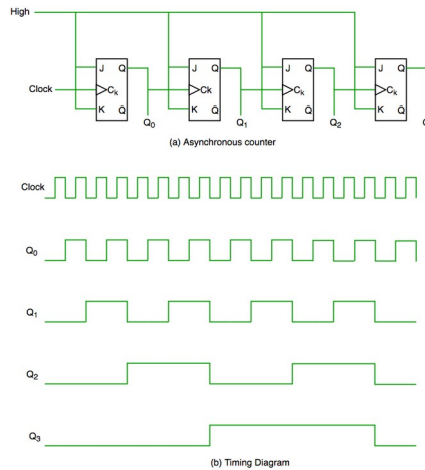 High
J Q J Q J Q J Q
Clock Ck Ck Ck Ck
K Q̄ K Q̄ K Q̄ K Q̄
Q0 Q1 Q2
(a) Asynchronous counter
Clock
Q0
Q1
Q2
Q3
(b) Timing Diagram